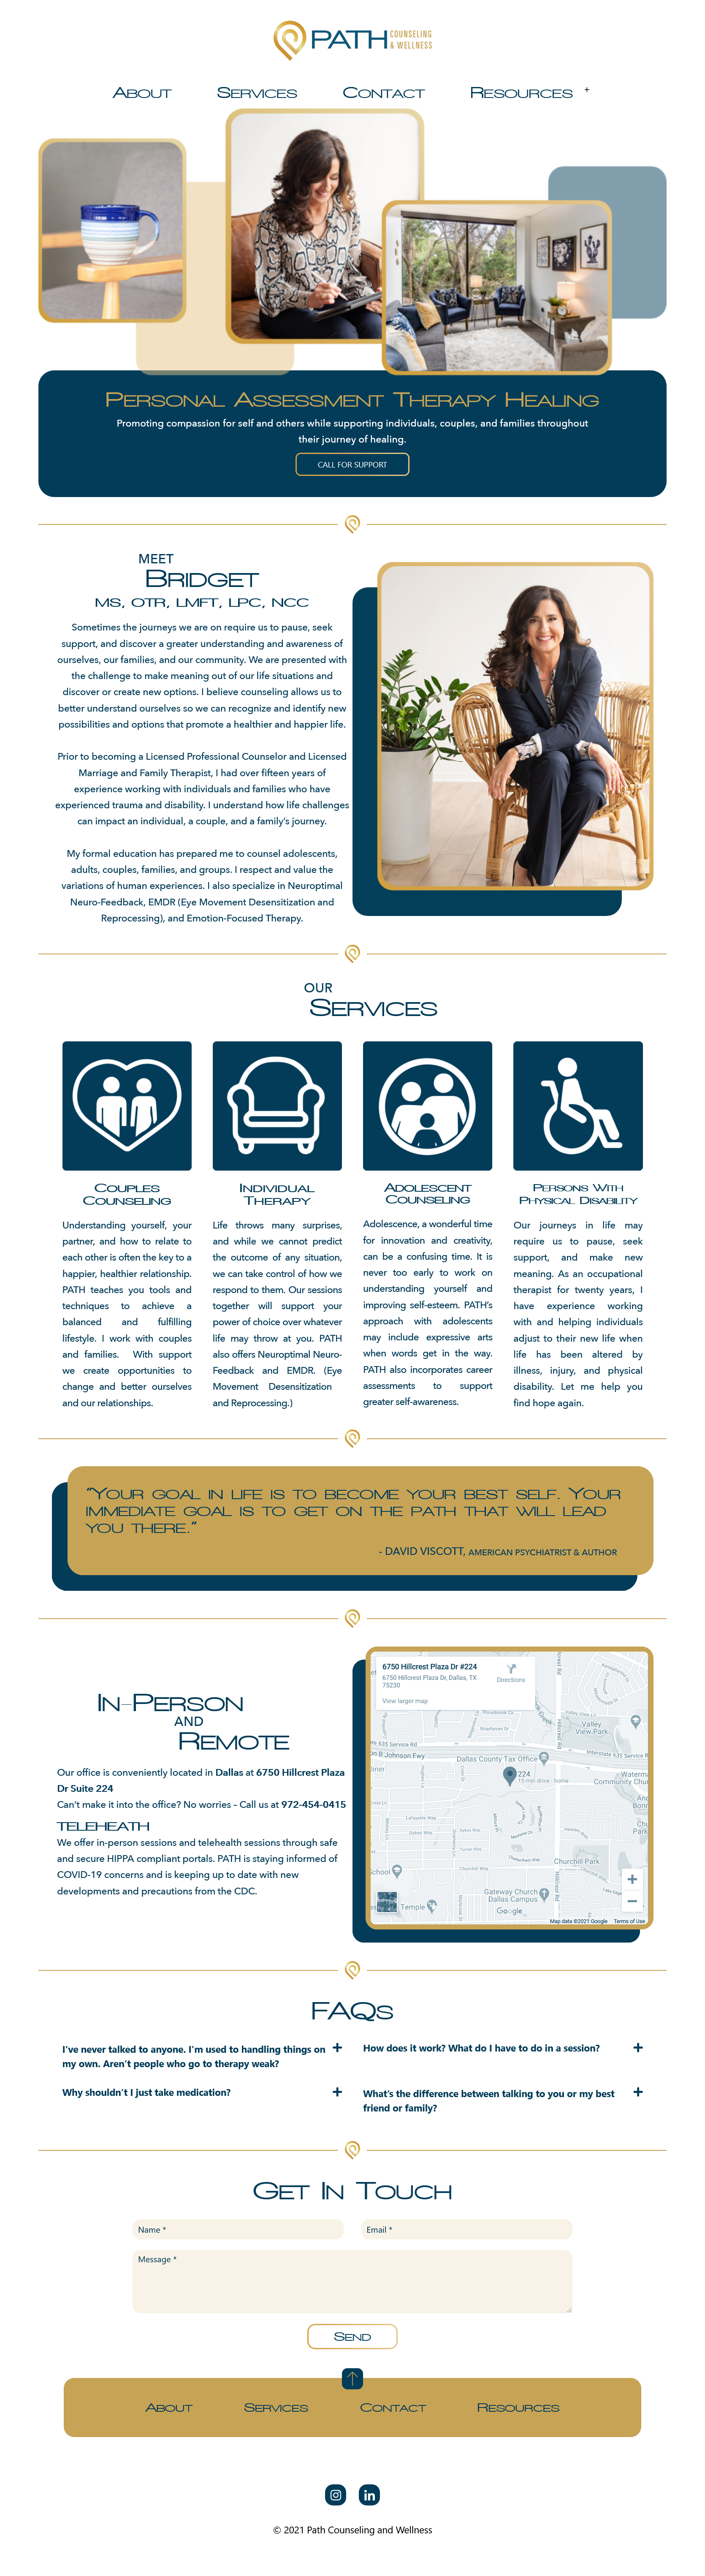 PATH COUNSELING
& WELLNESS
About Services Contact Resources +
Personal Assessment Therapy Healing
Promoting compassion for self and others while supporting individuals, couples, and families throughout
their journey of healing.
CALL FOR SUPPORT
MEET
Bridget
MS, OTR, LMFT, LPC, NCC
Sometimes the journeys we are on require us to pause, seek
support, and discover a greater understanding and awareness of
ourselves, our families, and our community. We are presented with
the challenge to make meaning out of our life situations and
discover or create new options. I believe counseling allows us to
better understand ourselves so we can recognize and identify new
possibilities and options that promote a healthier and happier life.
Prior to becoming a Licensed Professional Counselor and Licensed
Marriage and Family Therapist, I had over fifteen years of
experience working with individuals and families who have
experienced trauma and disability. I understand how life challenges
can impact an individual, a couple, and a family's journey.
My formal education has prepared me to counsel adolescents,
adults, couples, families, and groups. I respect and value the
variations of human experiences. I also specialize in Neuroptimal
Neuro-Feedback, EMDR (Eye Movement Desensitization and
Reprocessing), and Emotion-Focused Therapy.
OUR
Services
Couples
Counseling
Understanding yourself, your
partner, and how to relate to
each other is often the key to a
happier, healthier relationship.
PATH teaches you tools and
techniques to achieve a
balanced and fulfilling
lifestyle. I work with couples
and families. With support
we create opportunities to
change and better ourselves
and our relationships.
Individual
Therapy
Life throws many surprises,
and while we cannot predict
the outcome of any situation,
we can take control of how we
respond to them. Our sessions
together will support your
power of choice over whatever
life may throw at you. PATH
also offers Neuroptimal Neuro-
Feedback and EMDR. (Eye
Movement Desensitization
and Reprocessing.)
Adolescent
Counseling
Adolescence, a wonderful time
for innovation and creativity,
can be a confusing time. It is
never too early to work on
understanding yourself and
improving self-esteem. PATH's
approach with adolescents
may include expressive arts
when words get in the way.
PATH also incorporates career
assessments to support
greater self-awareness.
Persons With
Physical Disability
Our journeys in life may
require us to pause, seek
support, and make new
meaning. As an occupational
therapist for twenty years, I
have experience working
with and helping individuals
adjust to their new life when
life has been altered by
illness, injury, and physical
disability. Let me help you
find hope again.
"Your goal in life is to become your best self. Your
immediate goal is to get on the path that will lead
you there."
- DAVID VISCOTT, AMERICAN PSYCHIATRIST & AUTHOR
In-Person
AND
Remote
Our office is conveniently located in Dallas at 6750 Hillcrest Plaza
Dr Suite 224
Can't make it into the office? No worries – Call us at 972-454-0415
TELEHEATH
We offer in-person sessions and telehealth sessions through safe
and secure HIPPA compliant portals. PATH is staying informed of
COVID-19 concerns and is keeping up to date with new
developments and precautions from the CDC.
6750 Hillcrest Plaza Dr #224
6750 Hillcrest Plaza Dr, Dallas, TX
75230
Directions
View larger map
Valley
View Park
635 Service Rd
Interstate 635 Service R
n B Johnson Fwy
Dallas County Tax Office
224
15 min drive - home
Hillcrest Rd
Churchill Park
School
Gateway Church
Dallas Campus
Temple
Google
Map data ©2021 Google Terms of Use
FAQs
I've never talked to anyone. I'm used to handling things on
my own. Aren't people who go to therapy weak?
How does it work? What do I have to do in a session?
Why shouldn't I just take medication?
What's the difference between talking to you or my best
friend or family?
Get In Touch
Name *
Email *
Message *
Send
About Services Contact Resources
© 2021 Path Counseling and Wellness